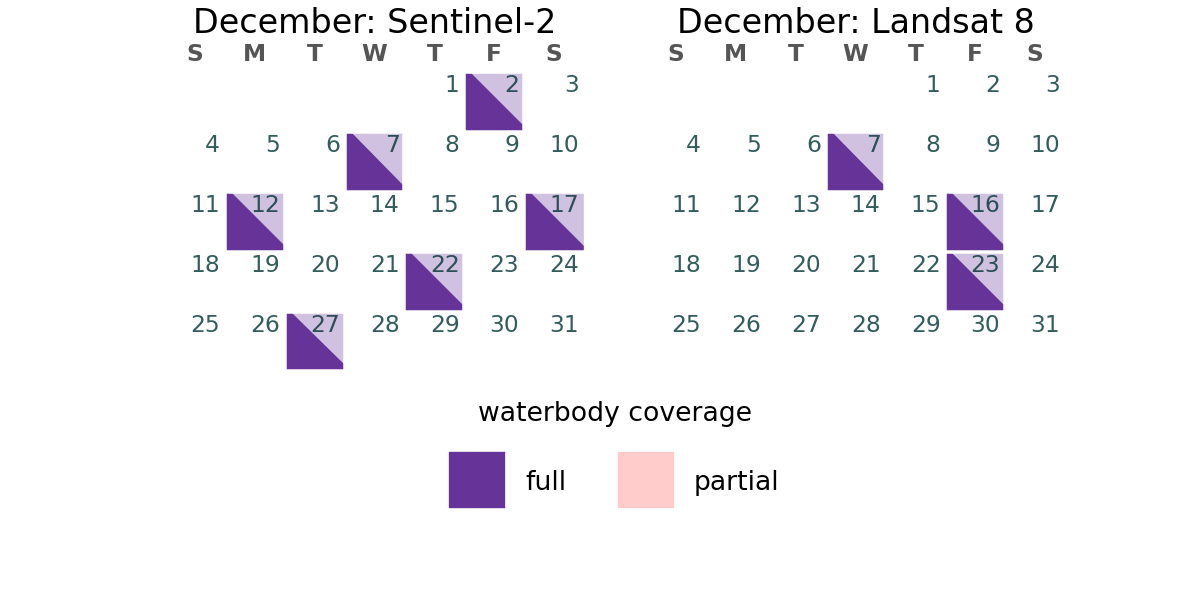 December: Sentinel-2
S M T W T F S
1 2 3
4 5 6 7 8 9 10
11 12 13 14 15 16 17
18 19 20 21 22 23 24
25 26 27 28 29 30 31
December: Landsat 8
S M T W T F S
1 2 3
4 5 6 7 8 9 10
11 12 13 14 15 16 17
18 19 20 21 22 23 24
25 26 27 28 29 30 31
waterbody coverage
full partial